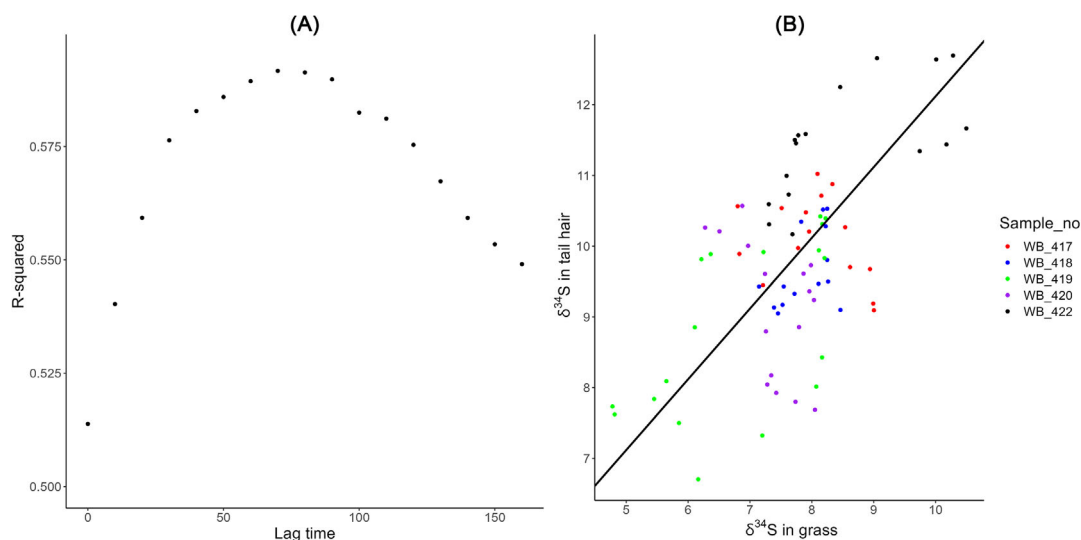 (A)
R-squared
0.575
0.550
0.525
0.500
0
50
100
150
Lag time
(B)
δ³⁴S in tail hair
12
11
10
9
8
7
5
6
7
8
9
10
δ³⁴S in grass
Sample_no
WB_417
WB_418
WB_419
WB_420
WB_422